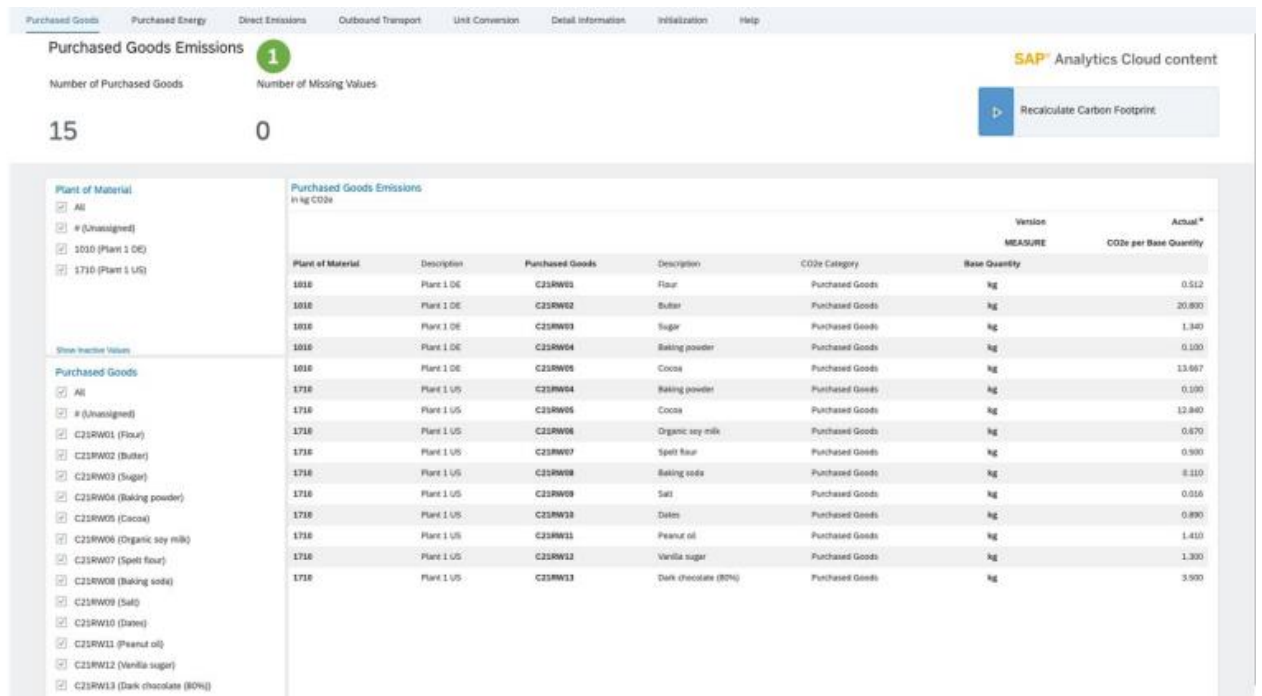 Purchased Goods Purchased Energy Direct Emissions Outbound Transport Unit Conversion Detail Information Initialization Help
Purchased Goods Emissions
1
SAP Analytics Cloud content
Number of Purchased Goods Number of Missing Values
15 0
Recalculate Carbon Footprint
Plant of Material
All
# (Unassigned)
1010 (Plant 1 DE)
1710 (Plant 1 US)
Show Inactive Values
Purchased Goods
All
# (Unassigned)
C21RW01 (Flour)
C21RW02 (Butter)
C21RW03 (Sugar)
C21RW04 (Baking powder)
C21RW05 (Cocoa)
C21RW06 (Organic soy milk)
C21RW07 (Spelt flour)
C21RW08 (Baking soda)
C21RW09 (Salt)
C21RW10 (Dates)
C21RW11 (Peanut oil)
C21RW12 (Vanilla sugar)
C21RW13 (Dark chocolate (80%))
Purchased Goods Emissions
in kg CO2e
Version Actual
MEASURE CO2e per Base Quantity
Plant of Material Description Purchased Goods Description CO2e Category Base Quantity
1010 Plant 1 DE C21RW01 Flour Purchased Goods kg 0.512
1010 Plant 1 DE C21RW02 Butter Purchased Goods kg 20.800
1010 Plant 1 DE C21RW03 Sugar Purchased Goods kg 1.340
1010 Plant 1 DE C21RW04 Baking powder Purchased Goods kg 0.100
1010 Plant 1 DE C21RW05 Cocoa Purchased Goods kg 13.667
1710 Plant 1 US C21RW04 Baking powder Purchased Goods kg 0.100
1710 Plant 1 US C21RW05 Cocoa Purchased Goods kg 12.840
1710 Plant 1 US C21RW06 Organic soy milk Purchased Goods kg 0.670
1710 Plant 1 US C21RW07 Spelt flour Purchased Goods kg 0.500
1710 Plant 1 US C21RW08 Baking soda Purchased Goods kg 0.110
1710 Plant 1 US C21RW09 Salt Purchased Goods kg 0.016
1710 Plant 1 US C21RW10 Dates Purchased Goods kg 0.890
1710 Plant 1 US C21RW11 Peanut oil Purchased Goods kg 1.410
1710 Plant 1 US C21RW12 Vanilla sugar Purchased Goods kg 1.300
1710 Plant 1 US C21RW13 Dark chocolate (80%) Purchased Goods kg 3.500